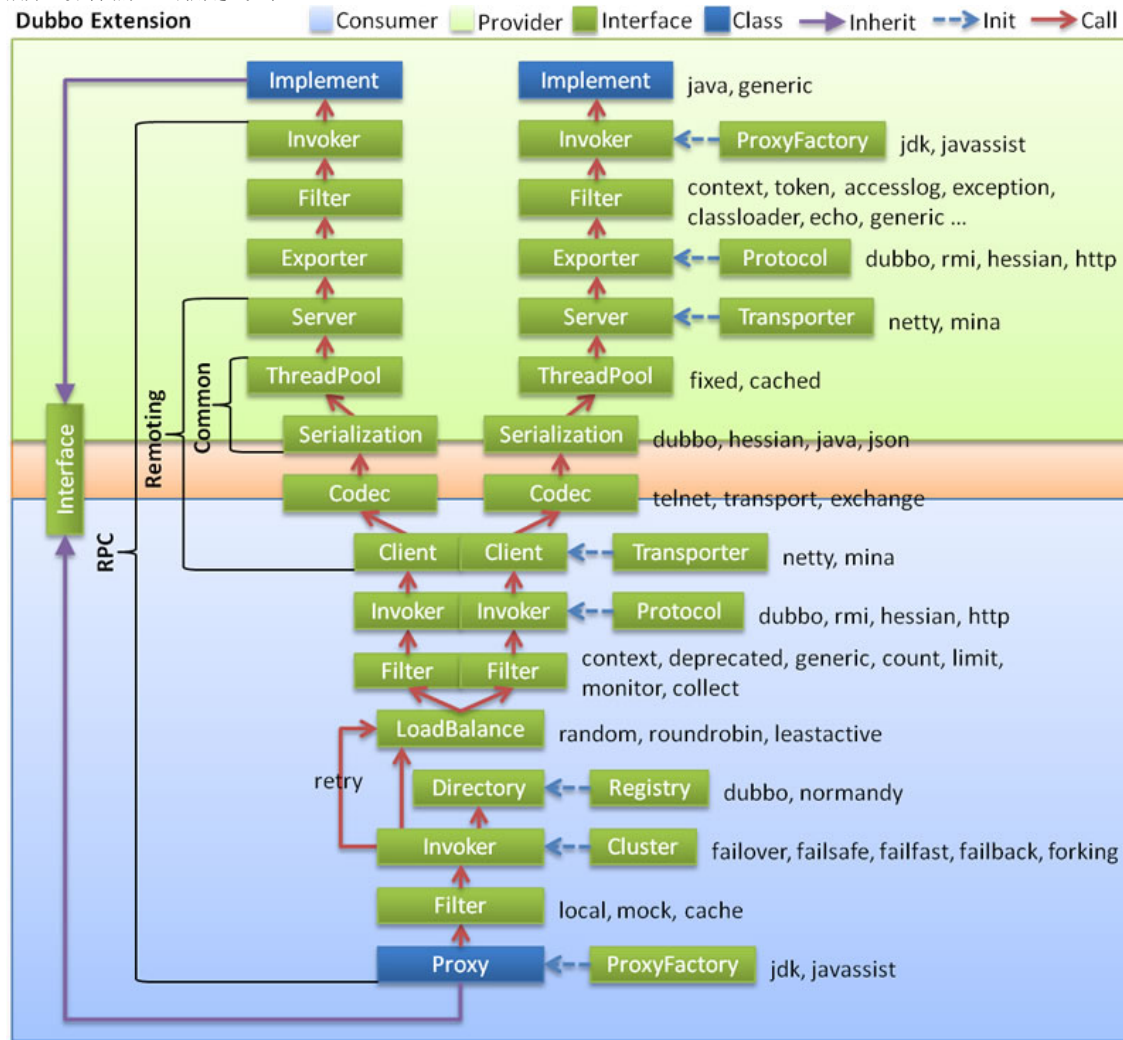 Dubbo Extension
Consumer
Provider
Interface
Class
Inherit
Init
Call
Implement
Implement
java, generic
Invoker
Invoker
ProxyFactory
jdk, javassist
Filter
Filter
context, token, accesslog, exception,
classloader, echo, generic ...
Exporter
Exporter
Protocol
dubbo, rmi, hessian, http
Server
Server
Transporter
netty, mina
ThreadPool
ThreadPool
fixed, cached
Common
Remoting
RPC
Interface
Serialization
Serialization
dubbo, hessian, java, json
Codec
Codec
telnet, transport, exchange
Client
Client
Transporter
netty, mina
Invoker
Invoker
Protocol
dubbo, rmi, hessian, http
Filter
Filter
context, deprecated, generic, count, limit,
monitor, collect
LoadBalance
random, roundrobin, leastactive
retry
Directory
Registry
dubbo, normandy
Invoker
Cluster
failover, failsafe, failfast, failback, forking
Filter
local, mock, cache
Proxy
ProxyFactory
jdk, javassist